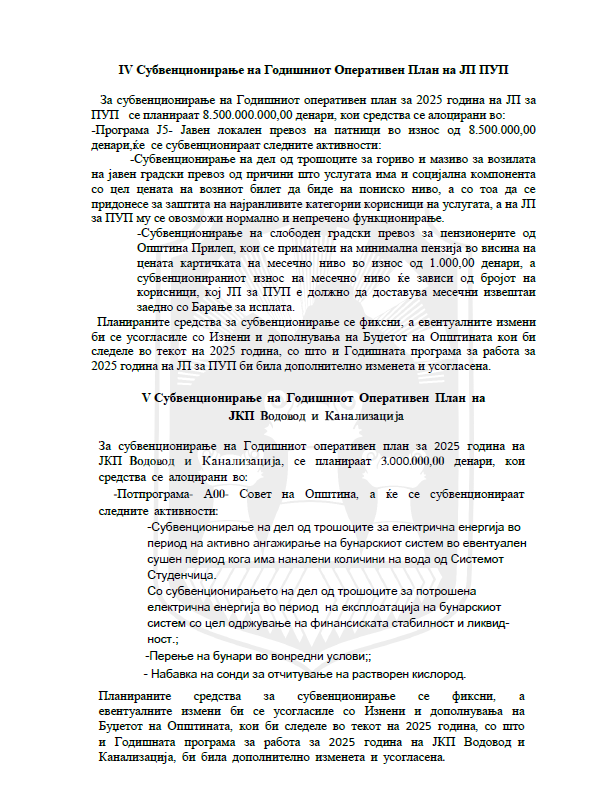 IV Субвенционирање на Годишниот Оперативен План на ЈП ПУП
За субвенционирање на Годишниот оперативен план за 2025 година на ЈП за
ПУП се планираат 8.500.000.000,00 денари, кои средства се алоцирани во:
-Програма Ј5- Јавен локален превоз на патници во износ од 8.500.000,00
денари,ќе се субвенционираат следните активности:
-Субвенционирање на дел од трошоците за гориво и мазиво за возилата
на јавен градски превоз од причини што услугата има и социјална компонента
со цел цената на возниот билет да биде на пониско ниво, а со тоа да се
придонесе за заштита на најранливите категории корисници на услугата, а на ЈП
за ПУП му се овозможи нормално и непречено функционирање.
-Субвенционирање на слободен градски превоз за пензионерите од
Општина Прилеп, кои се приматели на минимална пензија во висина на
цената картичката на месечно ниво во износ од 1.000,00 денари, а
субвенционираниот износ на месечно ниво ќе зависи од бројот на
корисници, кој ЈП за ПУП е должно да доставува месечни извештаи
заедно со Барање за исплата.
Планираните средства за субвенционирање се фиксни, а евентуалните измени
би се усогласиле со Изнени и дополнувања на Буџетот на Општината кои би
следеле во текот на 2025 година, со што и Годишната програма за работа за
2025 година на ЈП за ПУП би била дополнително изменета и усогласена.
V Субвенционирање на Годишниот Оперативен План на
ЈКП Водовод и Канализација
За субвенционирање на Годишниот оперативен план за 2025 година на
ЈКП Водовод и Канализација, се планираат 3.000.000,00 денари, кои
средства се алоцирани во:
-Потпрограма- А00- Совет на Општина, а ќе се субвенционираат
следните активности:
-Субвенционирање на дел од трошоците за електрична енергија во
период на активно ангажирање на бунарскиот систем во евентуален
сушен период кога има наналени количини на вода од Системот
Студенчица.
Со субвенционирањето на дел од трошоците за потрошена
електрична енергија во период на експлоатација на бунарскиот
систем со цел одржување на финансиската стабилност и ликвид-
ност.;
-Перење на бунари во вонредни услови;;
- Набавка на сонди за отчитување на растворен кислород.
Планираните средства за субвенционирање се фиксни, а
евентуалните измени би се усогласиле со Изнени и дополнувања на
Буџетот на Општината, кои би следеле во текот на 2025 година, со што
и Годишната програма за работа за 2025 година на ЈКП Водовод и
Канализација, би била дополнително изменета и усогласена.